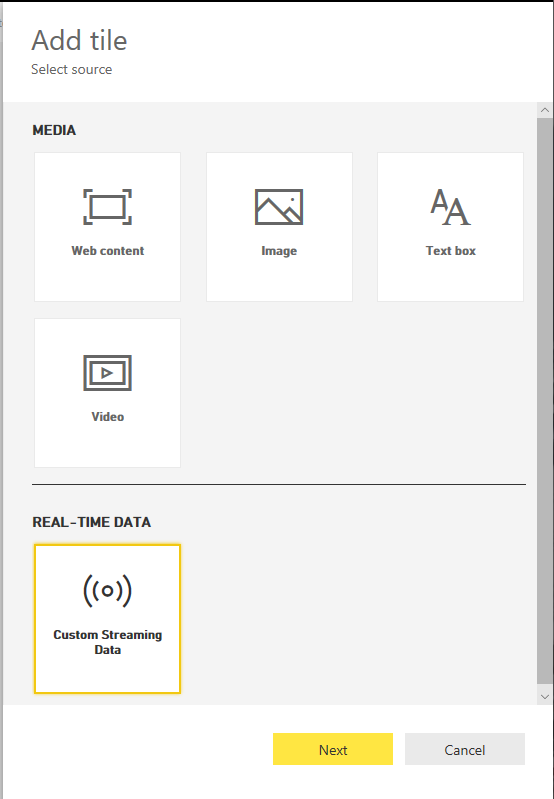 Add tile
Select source
MEDIA
Web content
Image
Text box
Video
REAL-TIME DATA
Custom Streaming
Data
Next
Cancel